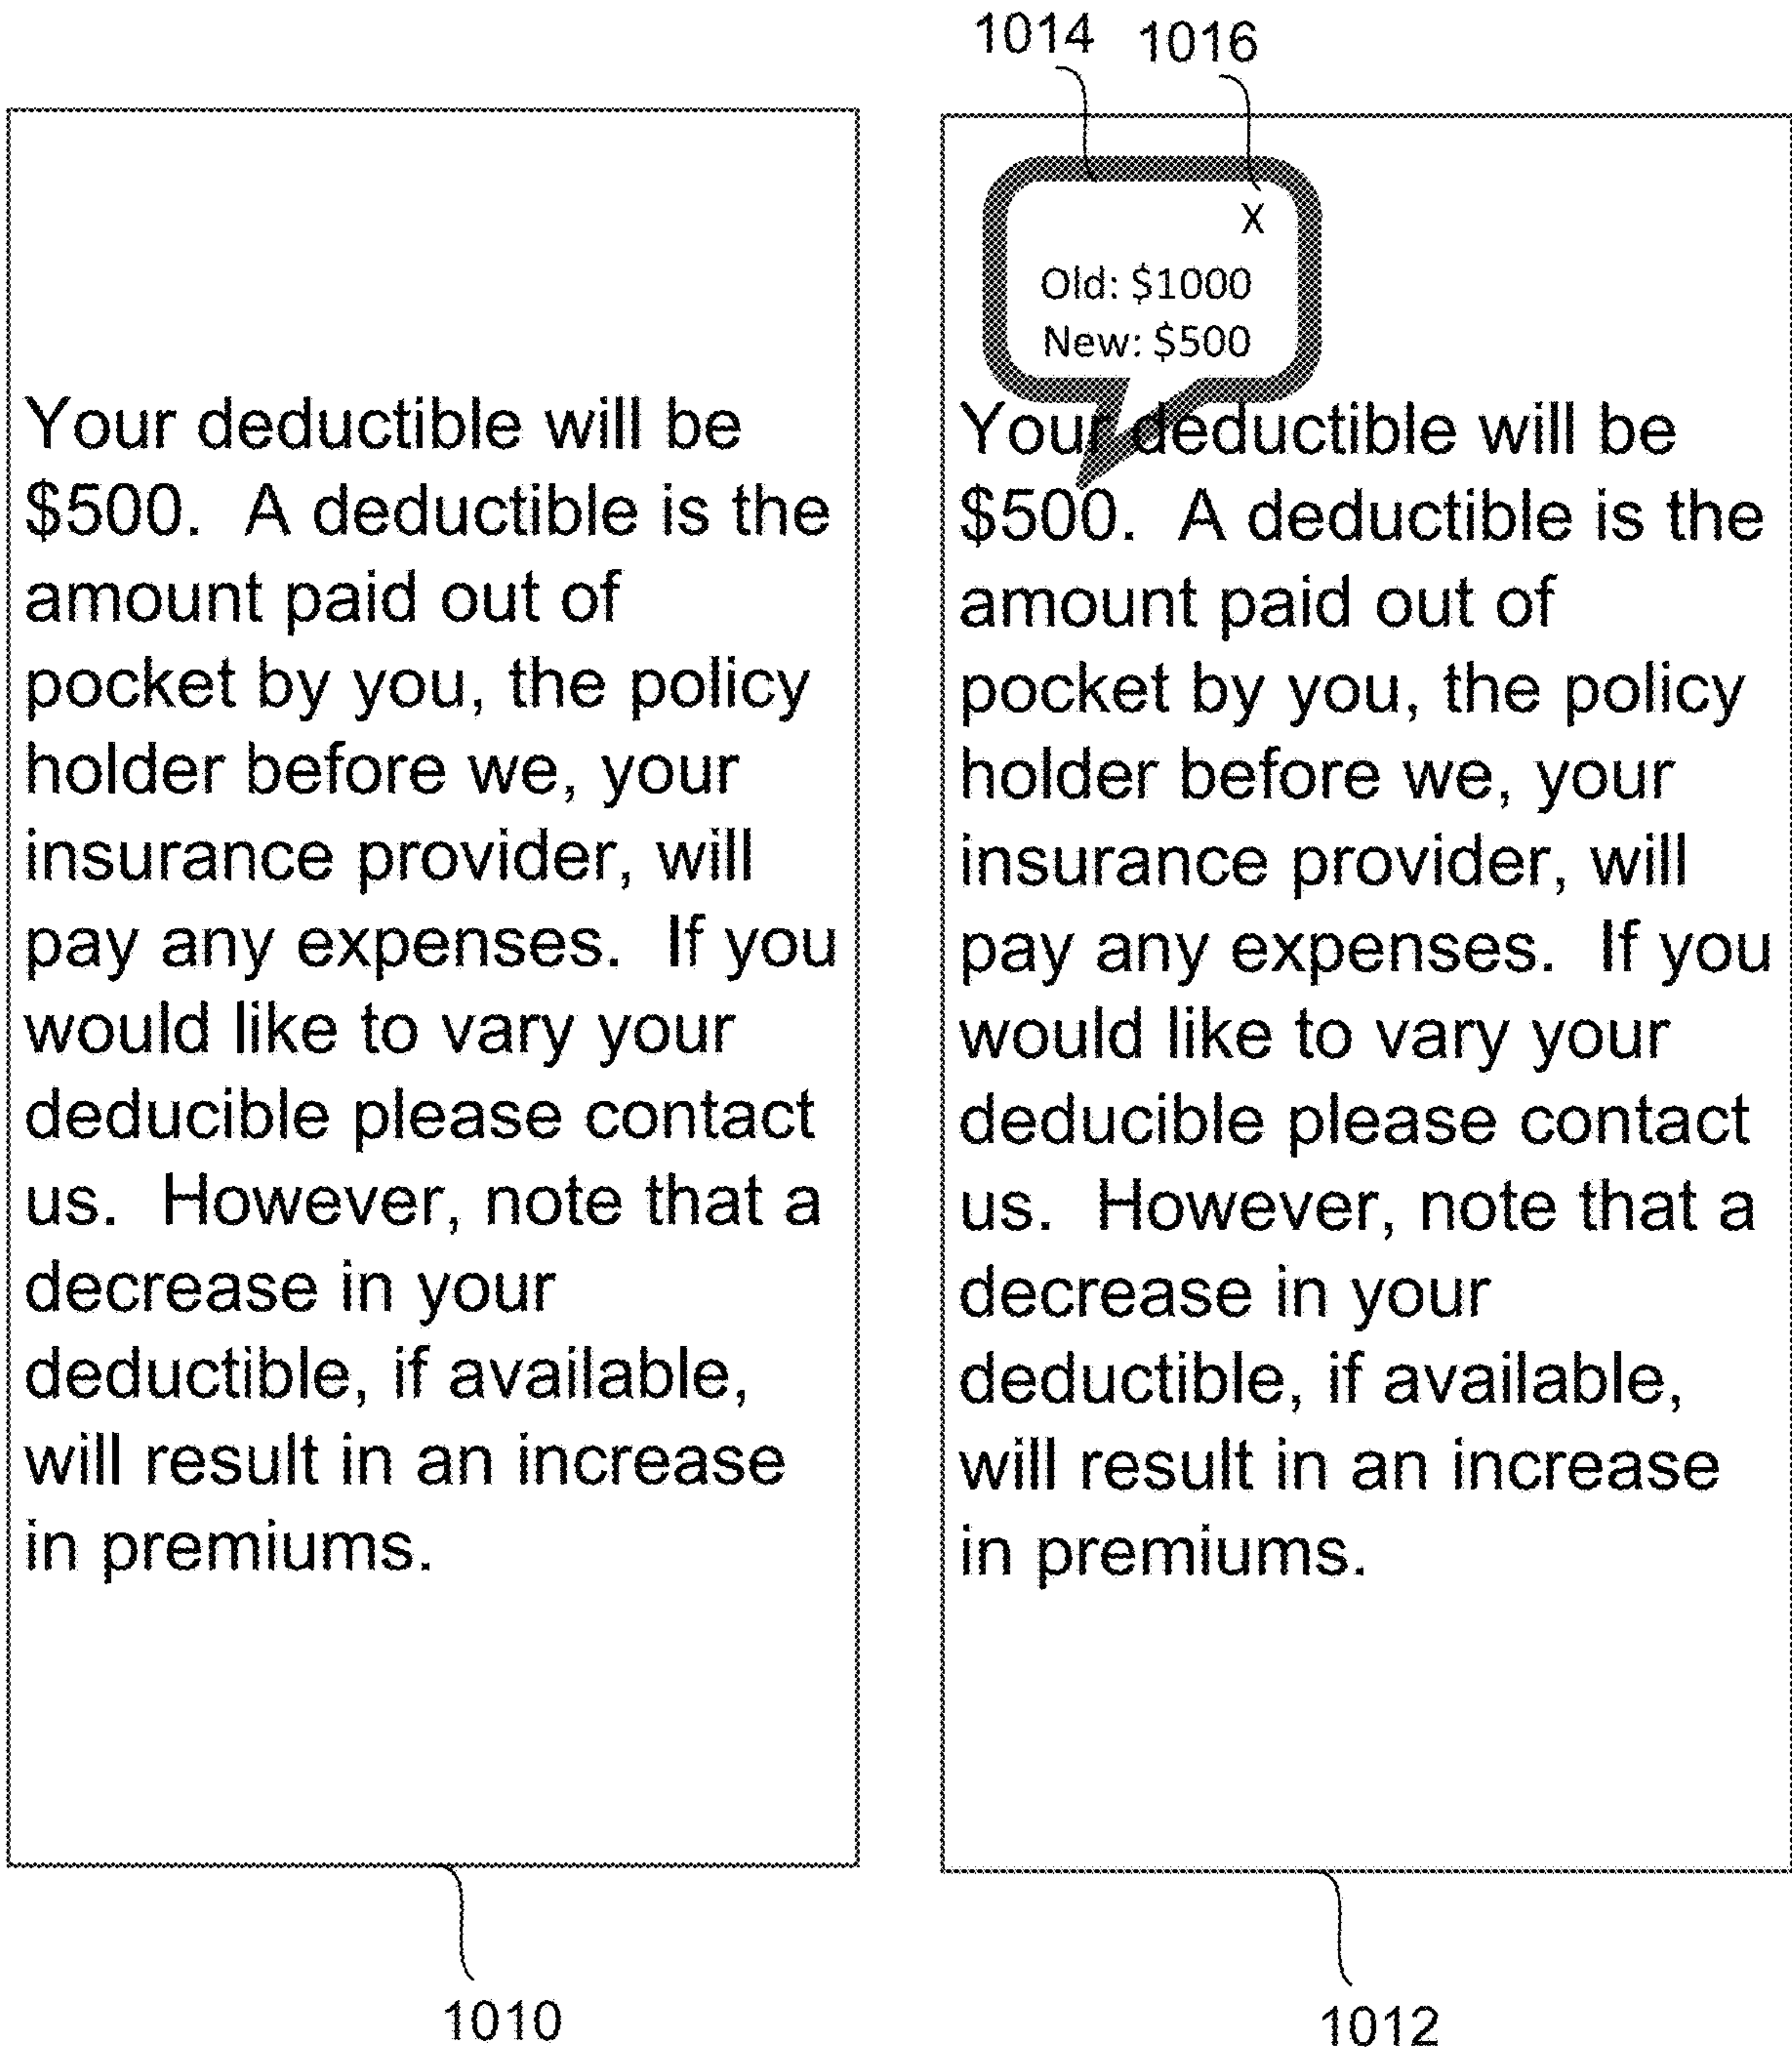 1014 1016
Your deductible will be
$500.  A deductible is the
amount paid out of
pocket by you, the policy
holder before we, your
insurance provider, will
pay any expenses.  If you
would like to vary your
deducible please contact
us.  However, note that a
decrease in your
deductible, if available,
will result in an increase
in premiums.
1010
X
Old: $1000
New: $500
Your deductible will be
$500.  A deductible is the
amount paid out of
pocket by you, the policy
holder before we, your
insurance provider, will
pay any expenses.  If you
would like to vary your
deducible please contact
us.  However, note that a
decrease in your
deductible, if available,
will result in an increase
in premiums.
1012